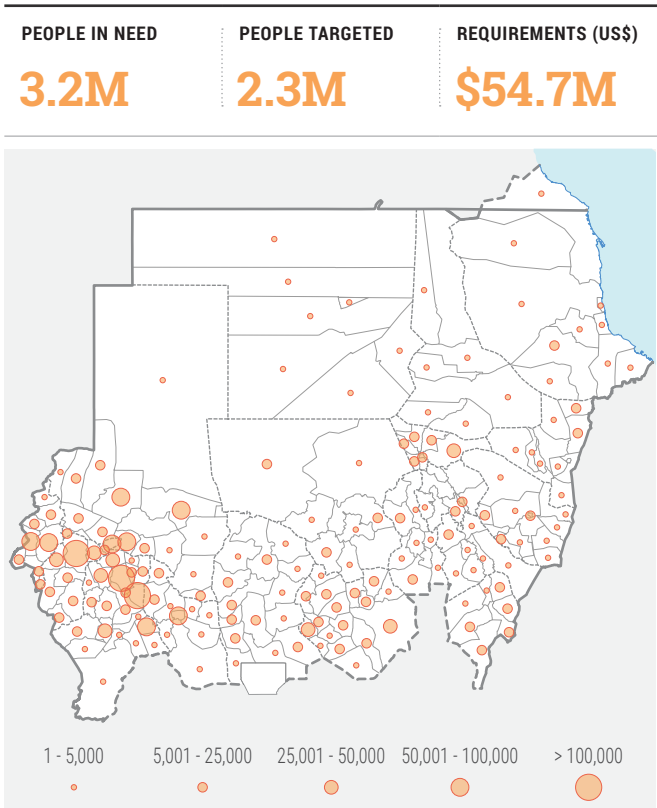 PEOPLE IN NEED PEOPLE TARGETED REQUIREMENTS (US$)
3.2M 2.3M $54.7M
1 - 5,000 5,001 - 25,000 25,001 - 50,000 50,001 - 100,000 > 100,000